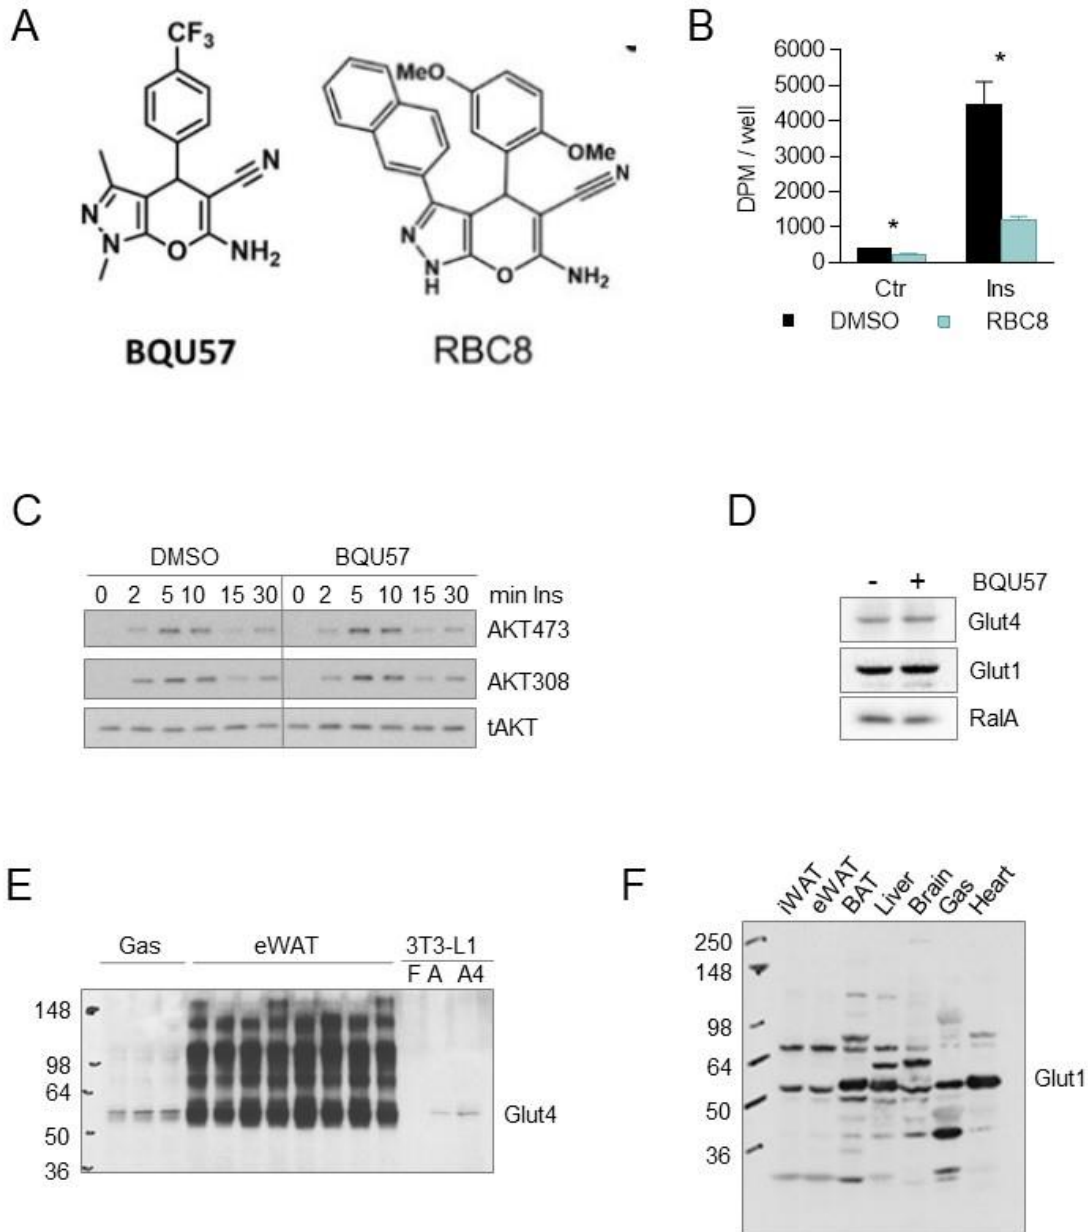 A
CF3
N
N
N
O
NH2
BQU57
MeO
OMe
N
N
N
H
O
NH2
RBC8
B
6000
5000
4000
3000
2000
1000
0
DPM / well
*
*
Ctr
Ins
DMSO
RBC8
C
DMSO
BQU57
0 2 5 10 15 30 0 2 5 10 15 30 min Ins
AKT473
AKT308
tAKT
D
- + BQU57
Glut4
Glut1
RalA
E
Gas eWAT 3T3-L1
F A A4
148
98
64
50
36
Glut4
F
iWAT eWAT BAT Liver Brain Gas Heart
250
148
98
64
50
36
Glut1